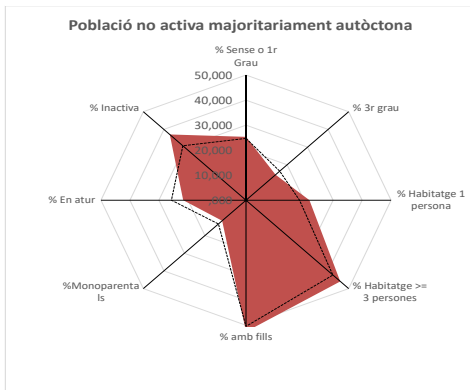 Població no activa majoritariament autòctona
% Sense o 1r
Grau
50,000
40,000
30,000
20,000
10,000
,000
% 3r grau
% Habitatge 1
persona
% Habitatge >=
3 persones
% amb fills
%Monoparenta
ls
% En atur
% Inactiva